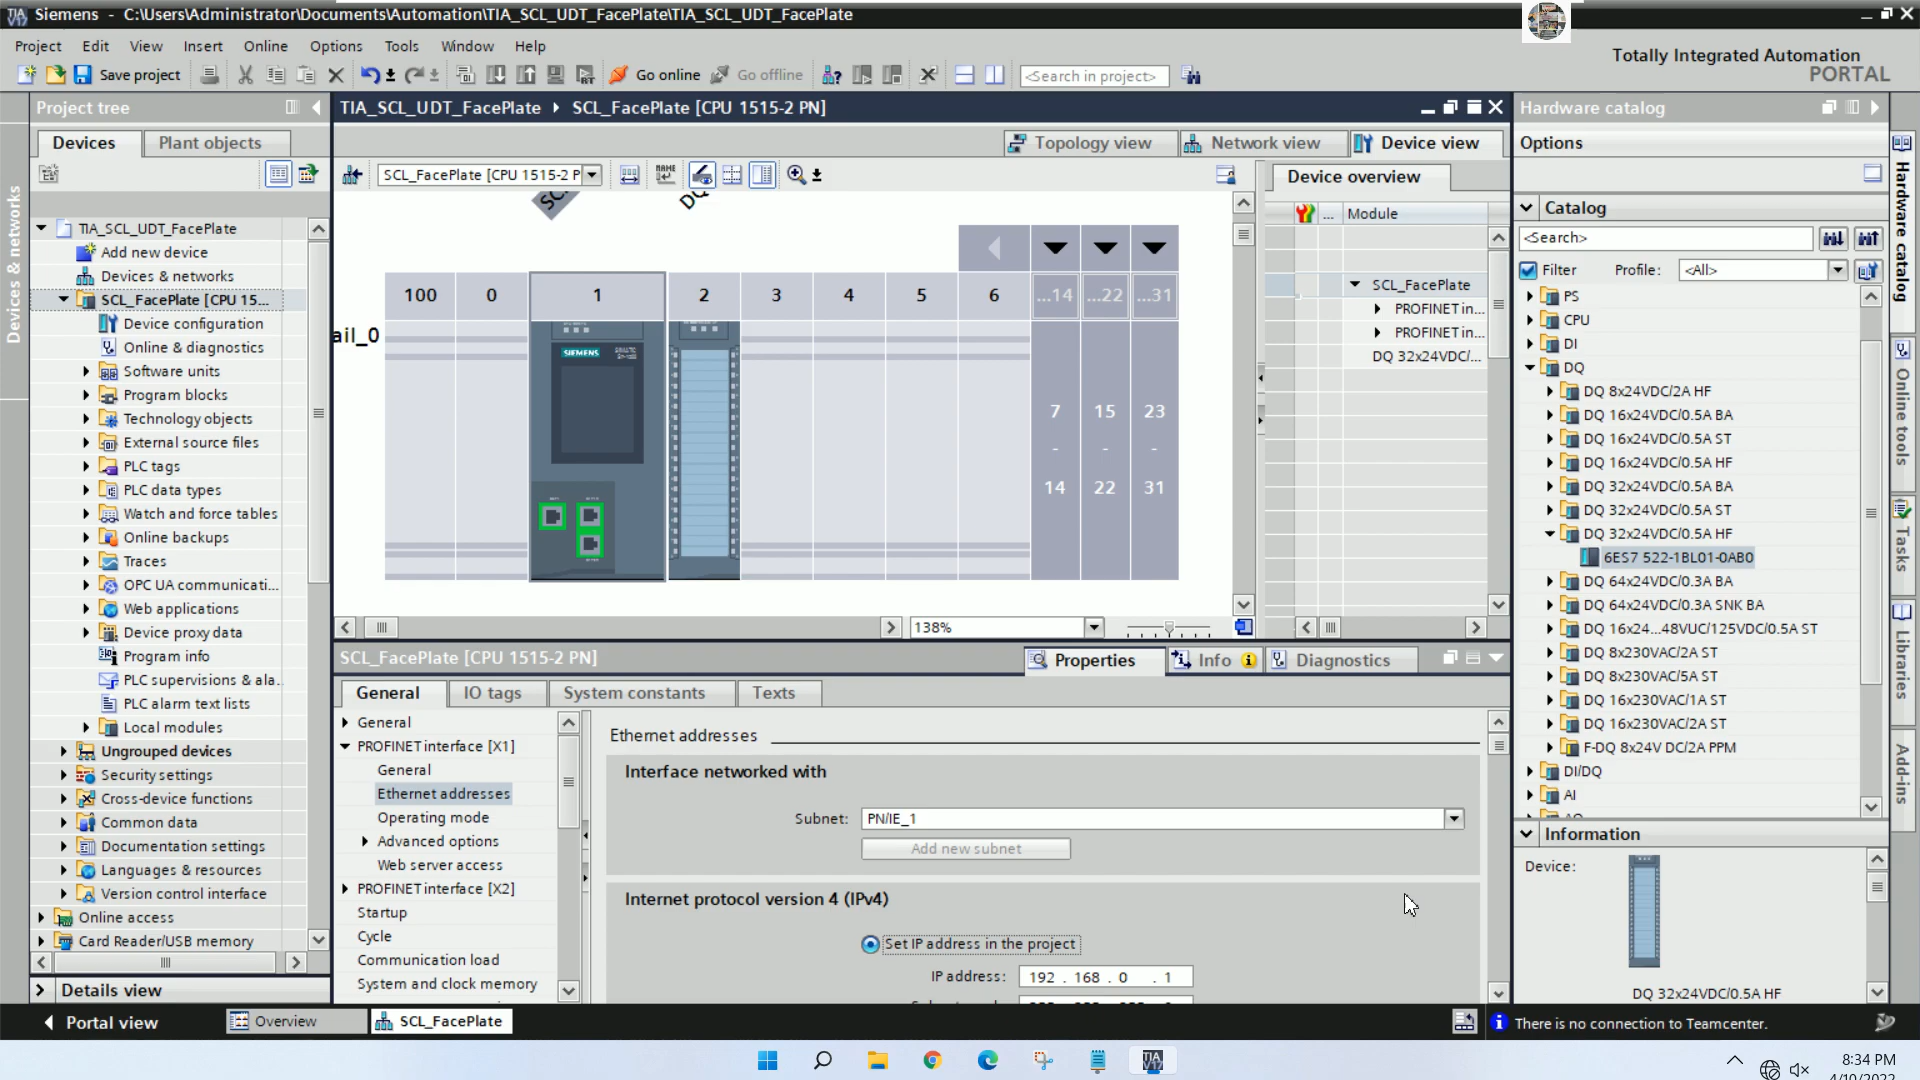 Siemens - C:\Users\Administrator\Documents\Automation\TIA_SCL_UDT_FacePlate\TIA_SCL_UDT_FacePlate
Project Edit View Insert Online Options Tools Window Help
Totally Integrated Automation
PORTAL
Save project
Go online
Go offline
<Search in project>
Project tree
TIA_SCL_UDT_FacePlate SCL_FacePlate [CPU 1515-2 PN]
Hardware catalog
Devices
Plant objects
Topology view
Network view
Device view
Options
SCL_FacePlate [CPU 1515-2 P
Device overview
Devices & networks
TIA_SCL_UDT_FacePlate
Add new device
Devices & networks
SCL_FacePlate [CPU 15...
Device configuration
Online & diagnostics
Software units
Program blocks
Technology objects
External source files
PLC tags
PLC data types
Watch and force tables
Online backups
Traces
OPC UA communicati...
Web applications
Device proxy data
Program info
PLC supervisions & ala..
PLC alarm text lists
Local modules
Ungrouped devices
Security settings
Cross-device functions
Common data
Documentation settings
Languages & resources
Version control interface
Online access
Card Reader/USB memory
Details view
SCL
DQ
100 0 1 2 3 4 5 6 ...14 ...22 ...31
ail_0
SIEMENS
7 15 23
- - -
14 22 31
138%
... Module
SCL_FacePlate
PROFINET in...
PROFINET in...
DQ 32x24VDC/...
Catalog
<Search>
Filter Profile: <All>
PS
CPU
DI
DQ
DQ 8x24VDC/2A HF
DQ 16x24VDC/0.5A BA
DQ 16x24VDC/0.5A ST
DQ 16x24VDC/0.5A HF
DQ 32x24VDC/0.5A BA
DQ 32x24VDC/0.5A ST
DQ 32x24VDC/0.5A HF
6ES7 522-1BL01-0AB0
DQ 64x24VDC/0.3A BA
DQ 64x24VDC/0.3A SNK BA
DQ 16x24...48VUC/125VDC/0.5A ST
DQ 8x230VAC/2A ST
DQ 8x230VAC/5A ST
DQ 16x230VAC/1A ST
DQ 16x230VAC/2A ST
F-DQ 8x24V DC/2A PPM
DI/DQ
AI
Information
Device:
DQ 32x24VDC/0.5A HF
Hardware catalog
Online tools
Tasks
Libraries
Add-ins
SCL_FacePlate [CPU 1515-2 PN]
Properties
Info
Diagnostics
General
IO tags
System constants
Texts
General
PROFINET interface [X1]
General
Ethernet addresses
Operating mode
Advanced options
Web server access
PROFINET interface [X2]
Startup
Cycle
Communication load
System and clock memory
Ethernet addresses
Interface networked with
Subnet: PN/IE_1
Add new subnet
Internet protocol version 4 (IPv4)
Set IP address in the project
IP address: 192 . 168 . 0 . 1
Portal view
Overview
SCL_FacePlate
There is no connection to Teamcenter.
TIA
V17
8:34 PM
4/10/2022